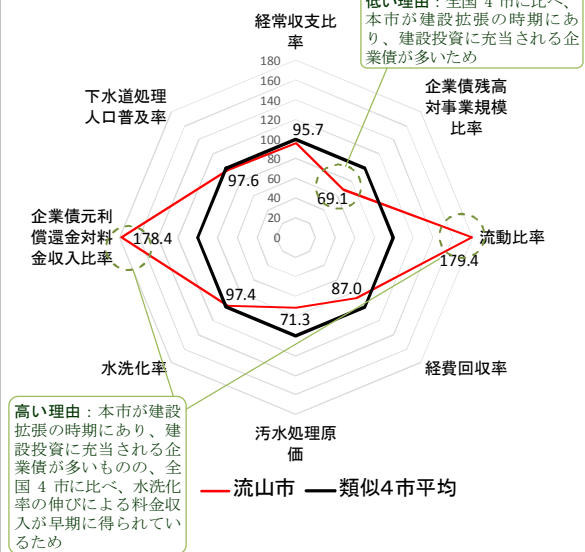 低い理由：全国 4 市に比べ、
本市が建設拡張の時期にあ
り、建設投資に充当される企
業債が多いため
経常収支比
率
企業債残高
対事業規模
比率
流動比率
経費回収率
汚水処理原
価
水洗化率
企業債元利
償還金対料
金収入比率
下水道処理
人口普及率
180
160
140
120
100
80
60
40
20
0
95.7
69.1
179.4
87.0
71.3
97.4
178.4
97.6
高い理由：本市が建設
拡張の時期にあり、建
設投資に充当される企
業債が多いものの、全
国 4 市に比べ、水洗化
率の伸びによる料金収
入が早期に得られてい
るため
流山市
類似4市平均